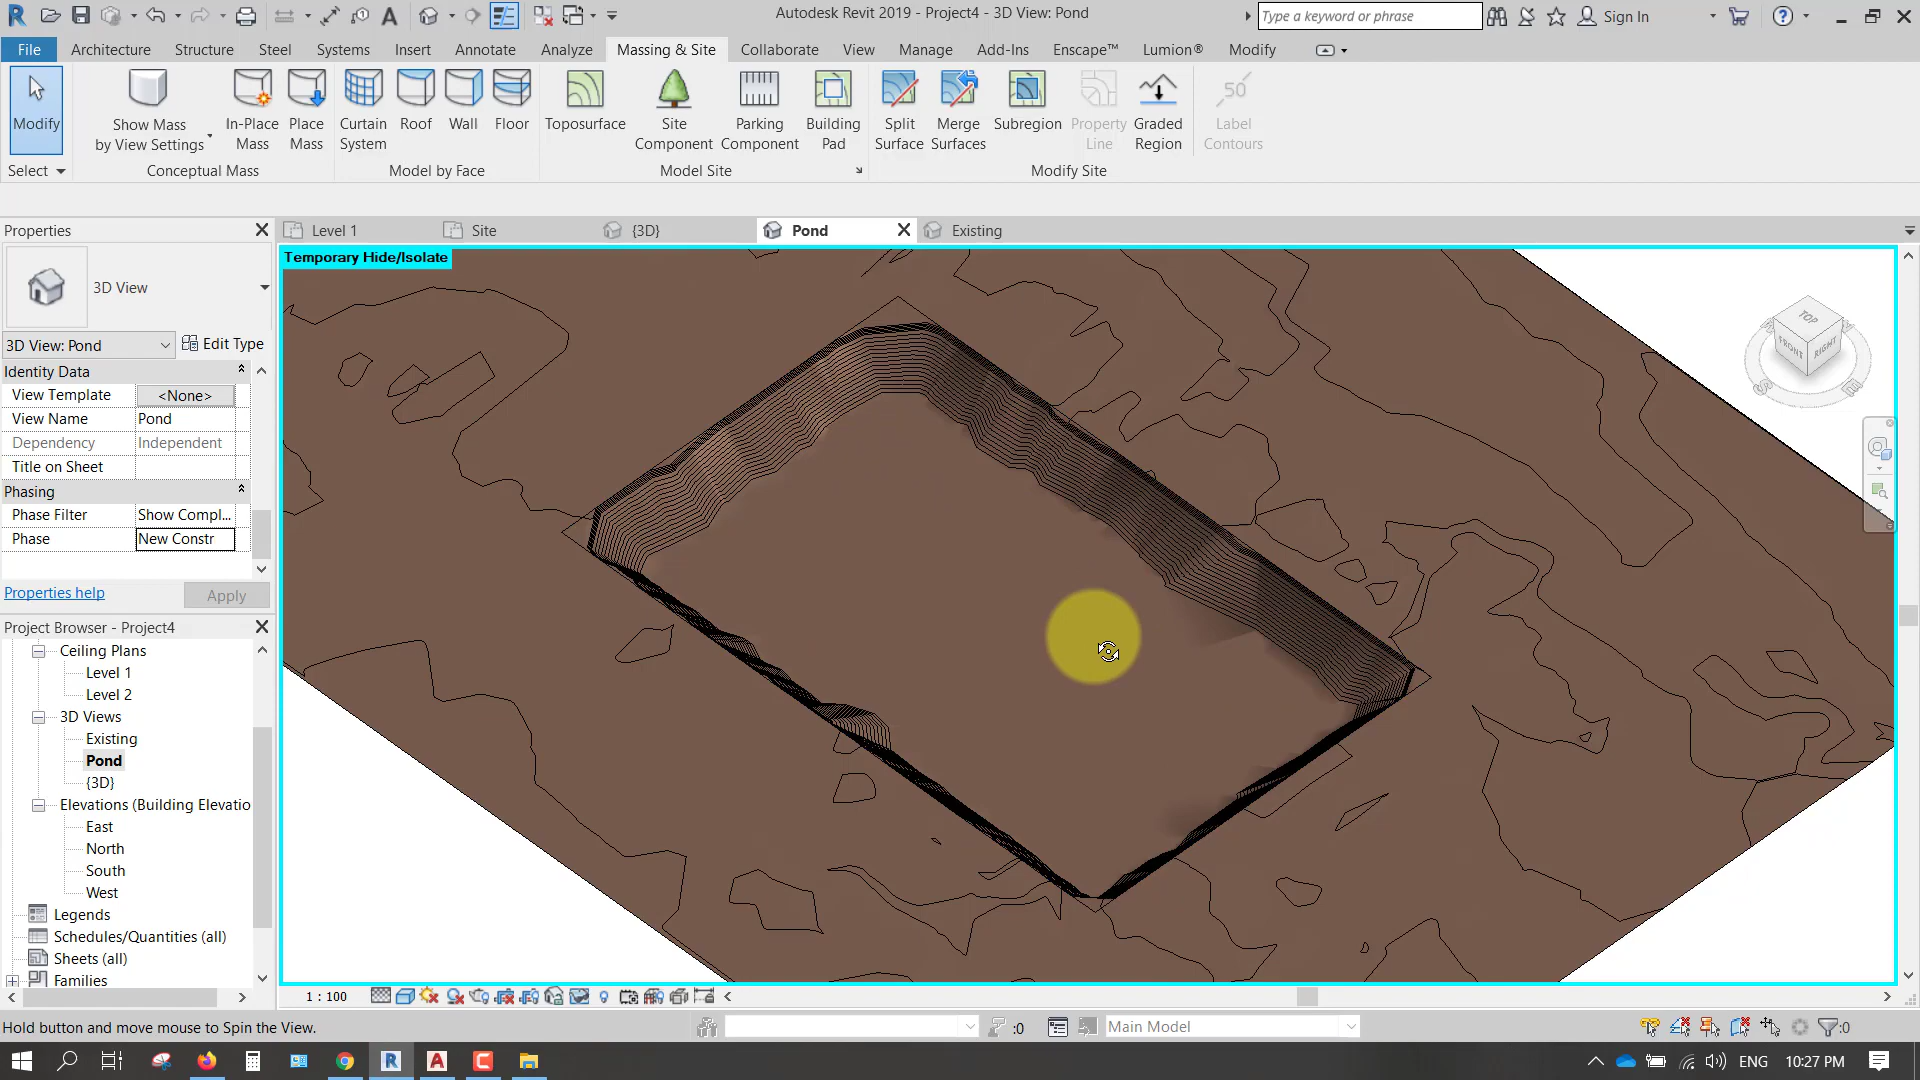 Autodesk Revit 2019 - Project4 - 3D View: Pond
Type a keyword or phrase
Sign In
File Architecture Structure Steel Systems Insert Annotate Analyze Massing & Site Collaborate View Manage Add-Ins Enscape™ Lumion® Modify
Modify
Show Mass
by View Settings
In-Place
Mass
Place
Mass
Curtain
System
Roof
Wall
Floor
Toposurface
Site
Component
Parking
Component
Building
Pad
Split
Surface
Merge
Surfaces
Subregion
Property
Line
Graded
Region
50
Label
Contours
Select
Conceptual Mass
Model by Face
Model Site
Modify Site
Properties
Level 1
Site
{3D}
Pond
Existing
Temporary Hide/Isolate
3D View
3D View: Pond
Edit Type
Identity Data
View Template <None>
View Name Pond
Dependency Independent
Title on Sheet
Phasing
Phase Filter Show Compl...
Phase New Constr
Properties help
Apply
TOP
FRONT
RIGHT
S
E
Project Browser - Project4
Ceiling Plans
Level 1
Level 2
3D Views
Existing
Pond
{3D}
Elevations (Building Elevatio
East
North
South
West
Legends
Schedules/Quantities (all)
Sheets (all)
Families
1 : 100
Hold button and move mouse to Spin the View.
:0
Main Model
:0
ENG
10:27 PM